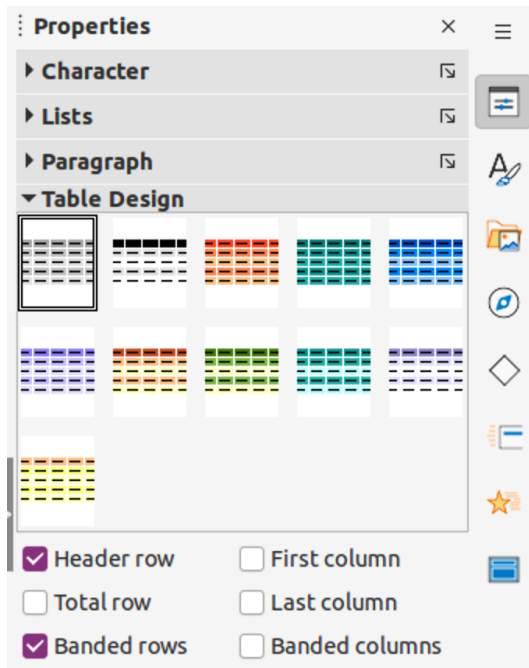 Properties
Character
Lists
Paragraph
Table Design
Header row First column
Total row Last column
Banded rows Banded columns